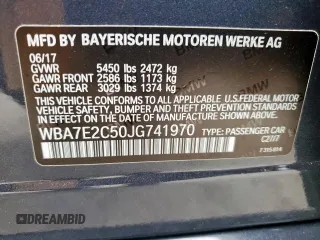 MFD BY BAYERISCHE MOTOREN WERKE AG
06/17
GVWR 5450 lbs 2472 kg
GAWR FRONT 2586 lbs 1173 kg
GAWR REAR 3029 lbs 1374 kg
THIS VEHICLE CONFORMS TO ALL APPLICABLE
U.S.FEDERAL MOTOR
VEHICLE SAFETY, BUMPER, AND THEFT PREVENTION STANDARDS
IN EFFECT ON THE DATE OF MANUFACTURE SHOWN ABOVE.
WBA7E2C50JG741970 TYPE: PASSENGER CAR
DREAMBID